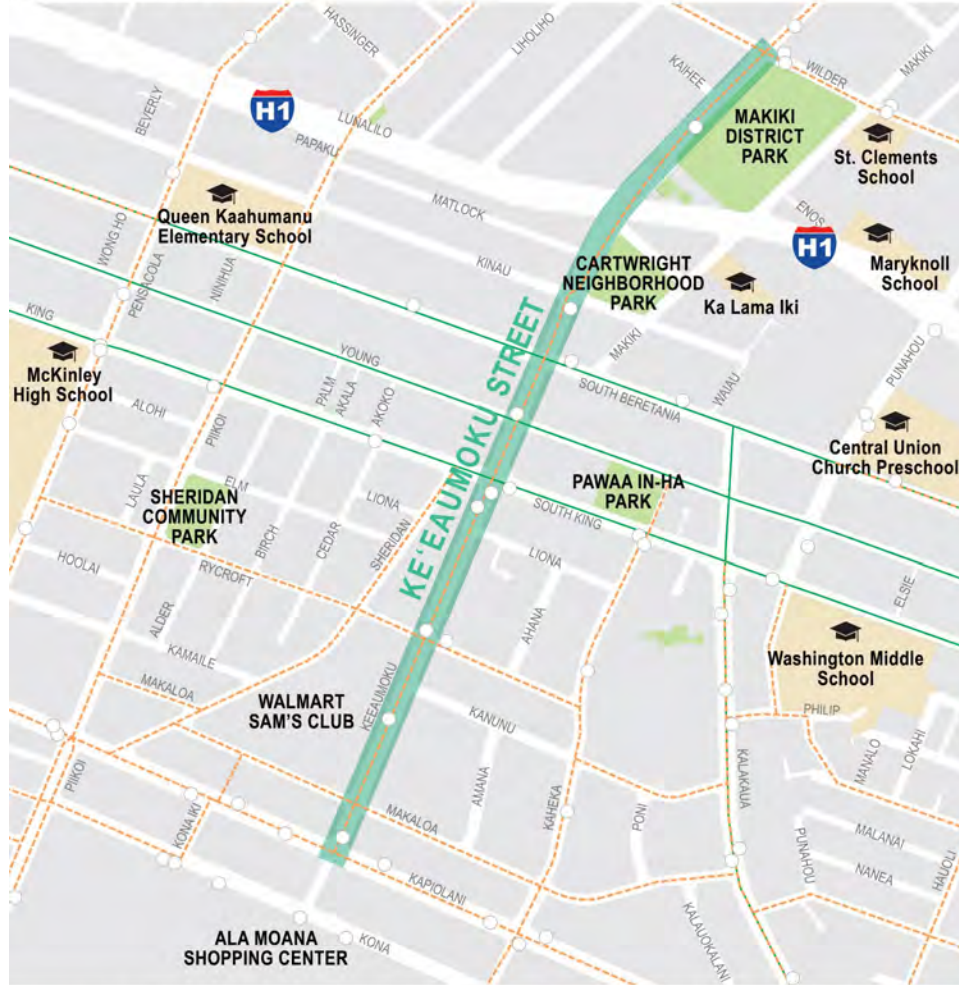 HASSINGER
LIHOLIHO
KAIHEE
WILDER
MAKIKI
BEVERLY
H1
LUNALILO
PAPAKU
MAKIKI
DISTRICT
PARK
St. Clements
School
MATLOCK
ENOS
H1
Queen Kaahumanu
Elementary School
WONG HO
PENSACOLA
NINIHUA
KINAU
CARTWRIGHT
NEIGHBORHOOD
PARK
Ka Lama Iki
Maryknoll
School
KING
YOUNG
MAKIKI
PUNAHOU
McKinley
High School
PALM
AKALA
AKOKO
SOUTH BERETANIA
WAIAU
ALOHI
PIIKOI
KE‘EAUMOKU STREET
Central Union
Church Preschool
LAULA
SHERIDAN
COMMUNITY
PARK
ELM
LIONA
SHERIDAN
PAWAA IN-HA
PARK
SOUTH KING
HOOLAI
BIRCH
CEDAR
LIONA
RYCROFT
ELSIE
ALDER
AHANA
KAMAILE
Washington Middle
School
MAKALOA
WALMART
SAM'S CLUB
KEEAUMOKU
KANUNU
PHILIP
PIIKOI
MANALO
LOKAHI
KALAKAUA
AMANA
KAHEKA
PONI
KONA IKI
MAKALOA
PUNAHOU
MALANAI
NANEA
HAUOLI
KAPIOLANI
KALAUOKALANI
ALA MOANA
SHOPPING CENTER
KONA